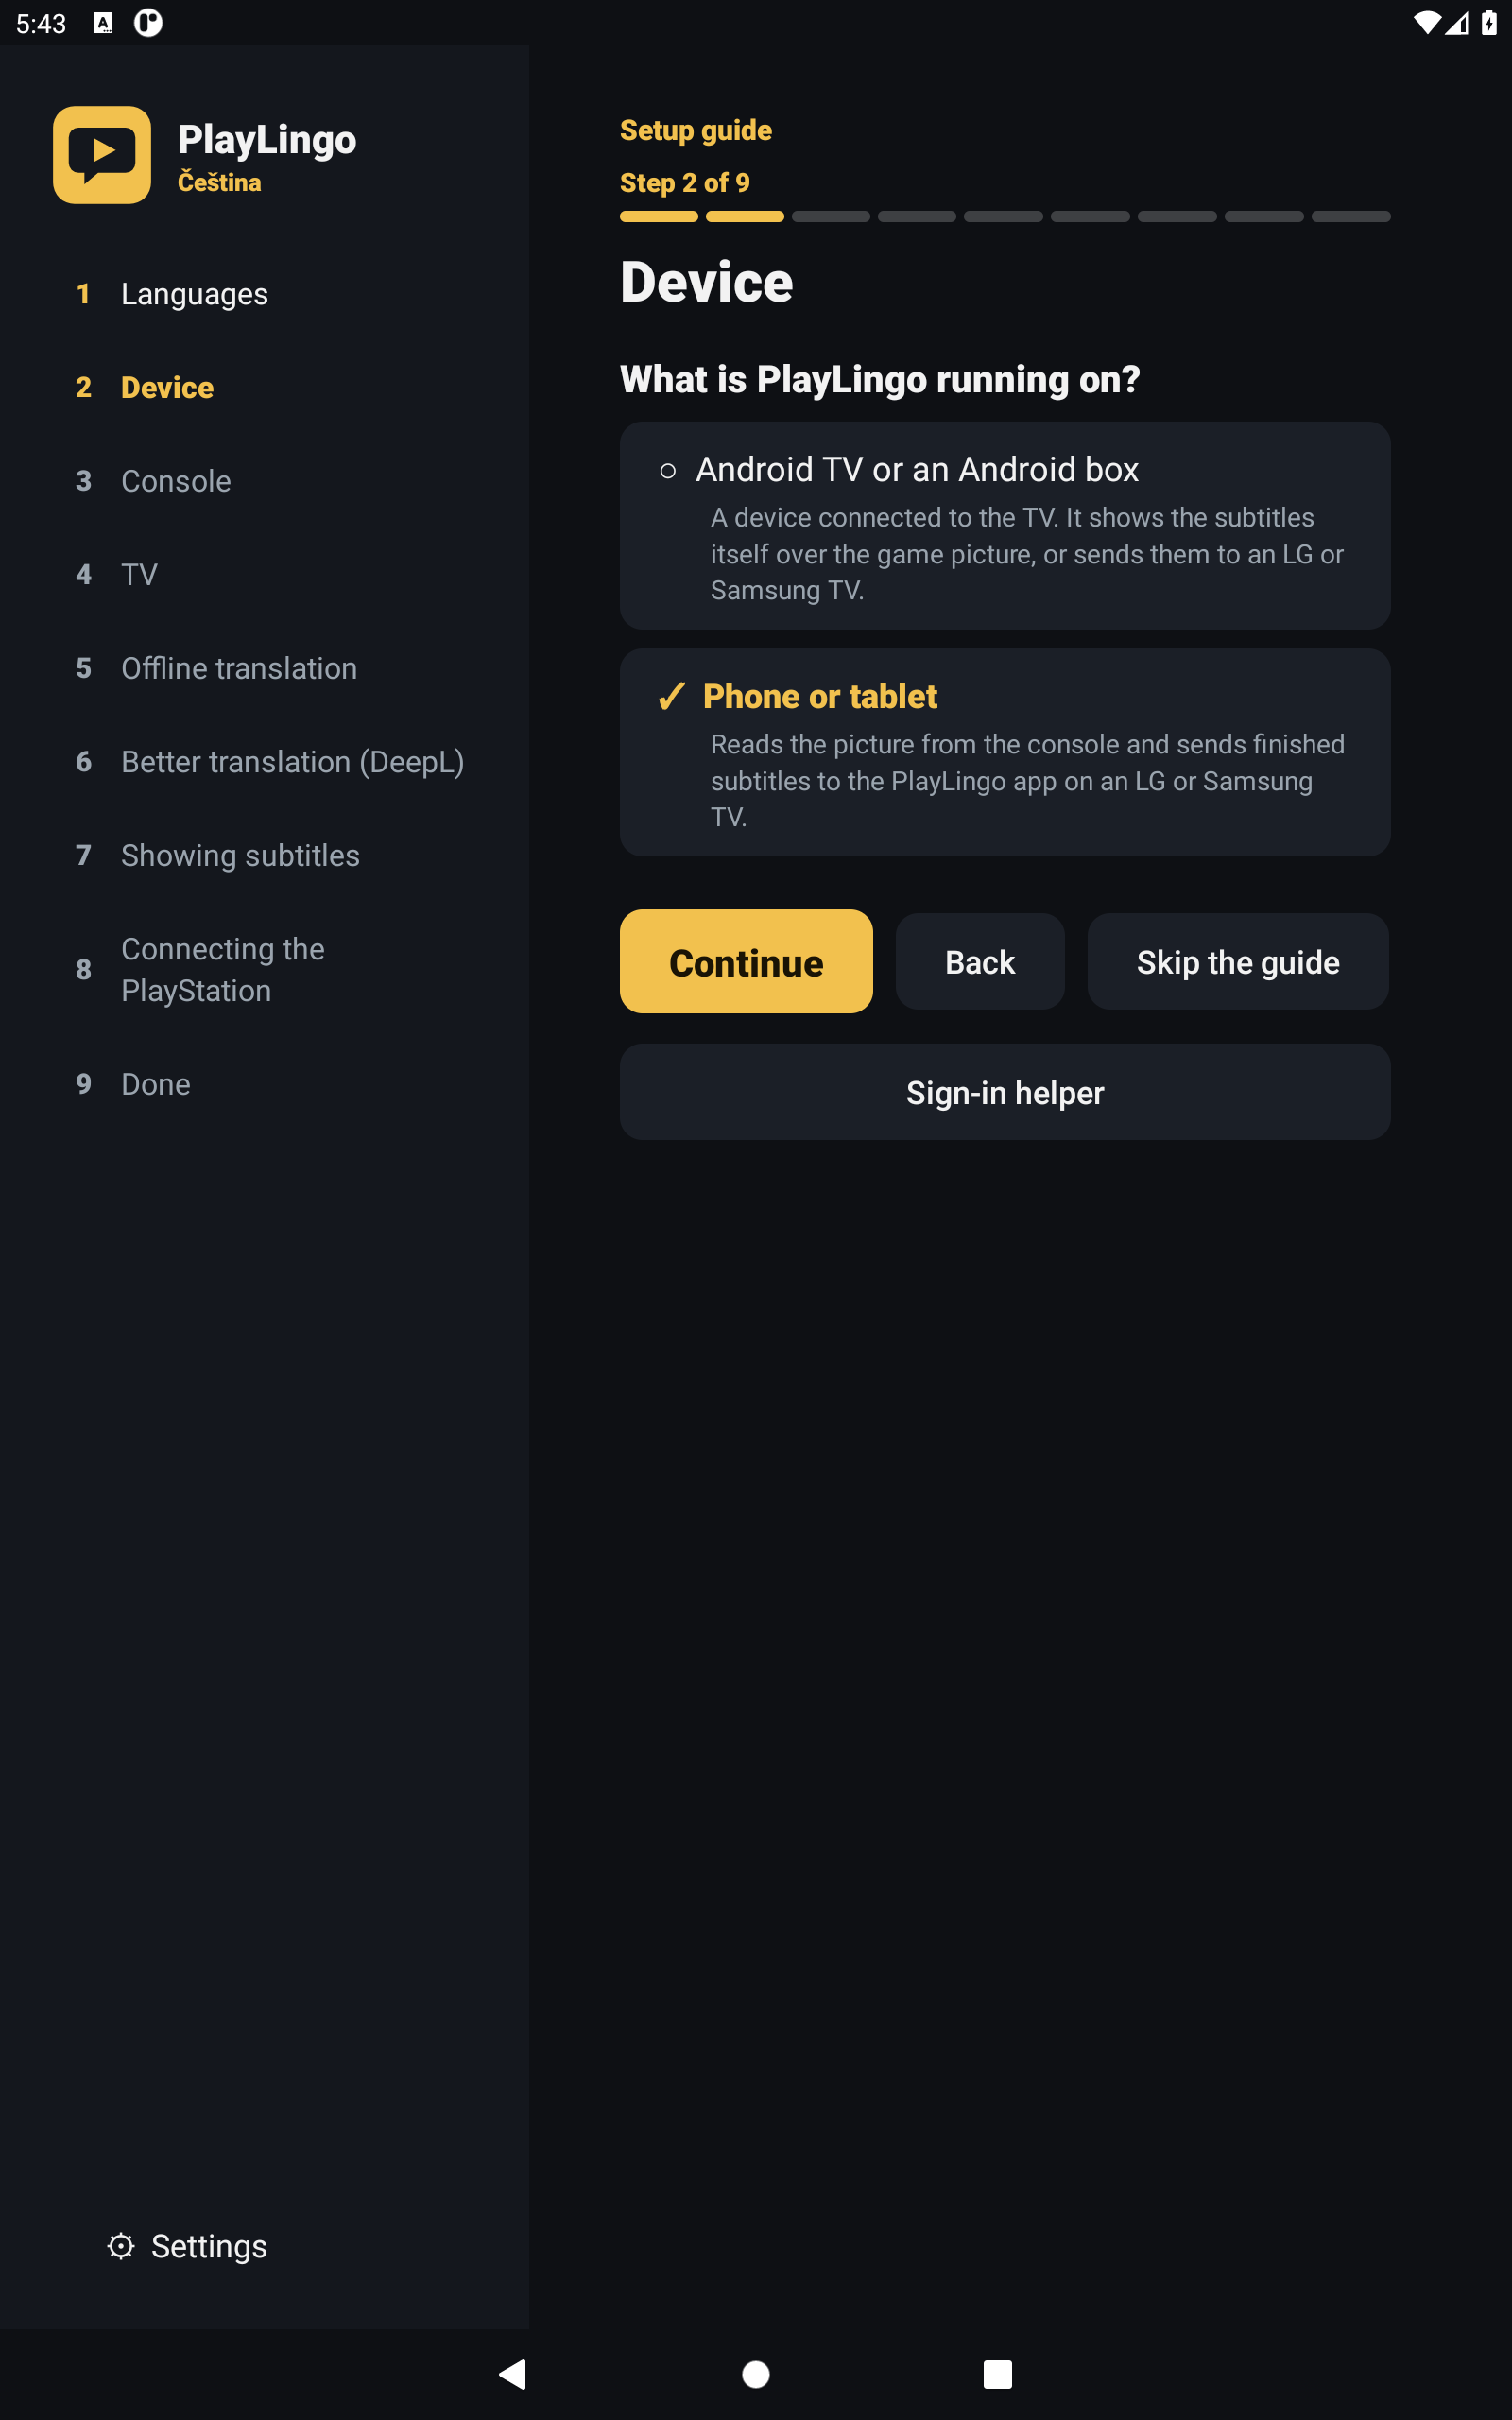 5:43
PlayLingo
Čeština
1 Languages
2 Device
3 Console
4 TV
5 Offline translation
6 Better translation (DeepL)
7 Showing subtitles
8 Connecting the
PlayStation
9 Done
Settings
Setup guide
Step 2 of 9
Device
What is PlayLingo running on?
Android TV or an Android box
A device connected to the TV. It shows the subtitles
itself over the game picture, or sends them to an LG or
Samsung TV.
✓ Phone or tablet
Reads the picture from the console and sends finished
subtitles to the PlayLingo app on an LG or Samsung
TV.
Continue
Back
Skip the guide
Sign-in helper